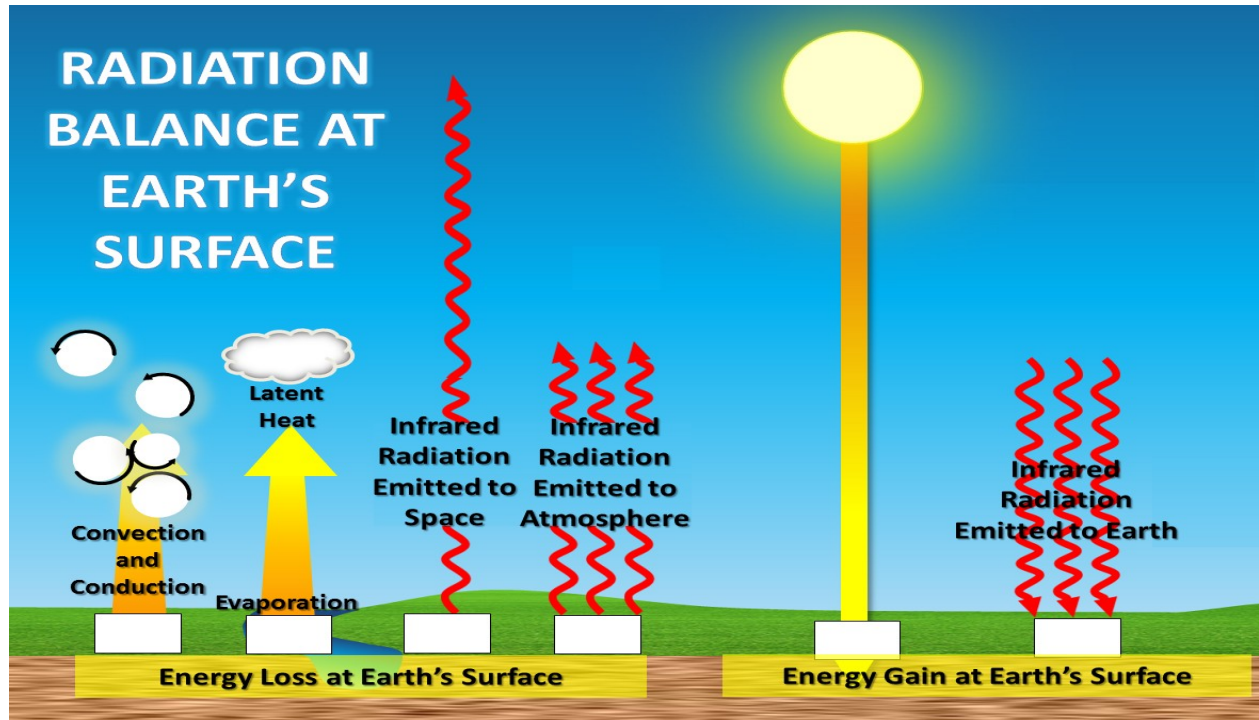 RADIATION
BALANCE AT
EARTH'S
SURFACE
Latent
Heat
Convection
and
Conduction
Evaporation
Infrared
Radiation
Emitted to
Space
Infrared
Radiation
Emitted to
Atmosphere
Infrared
Radiation
Emitted to Earth
Energy Loss at Earth's Surface
Energy Gain at Earth's Surface